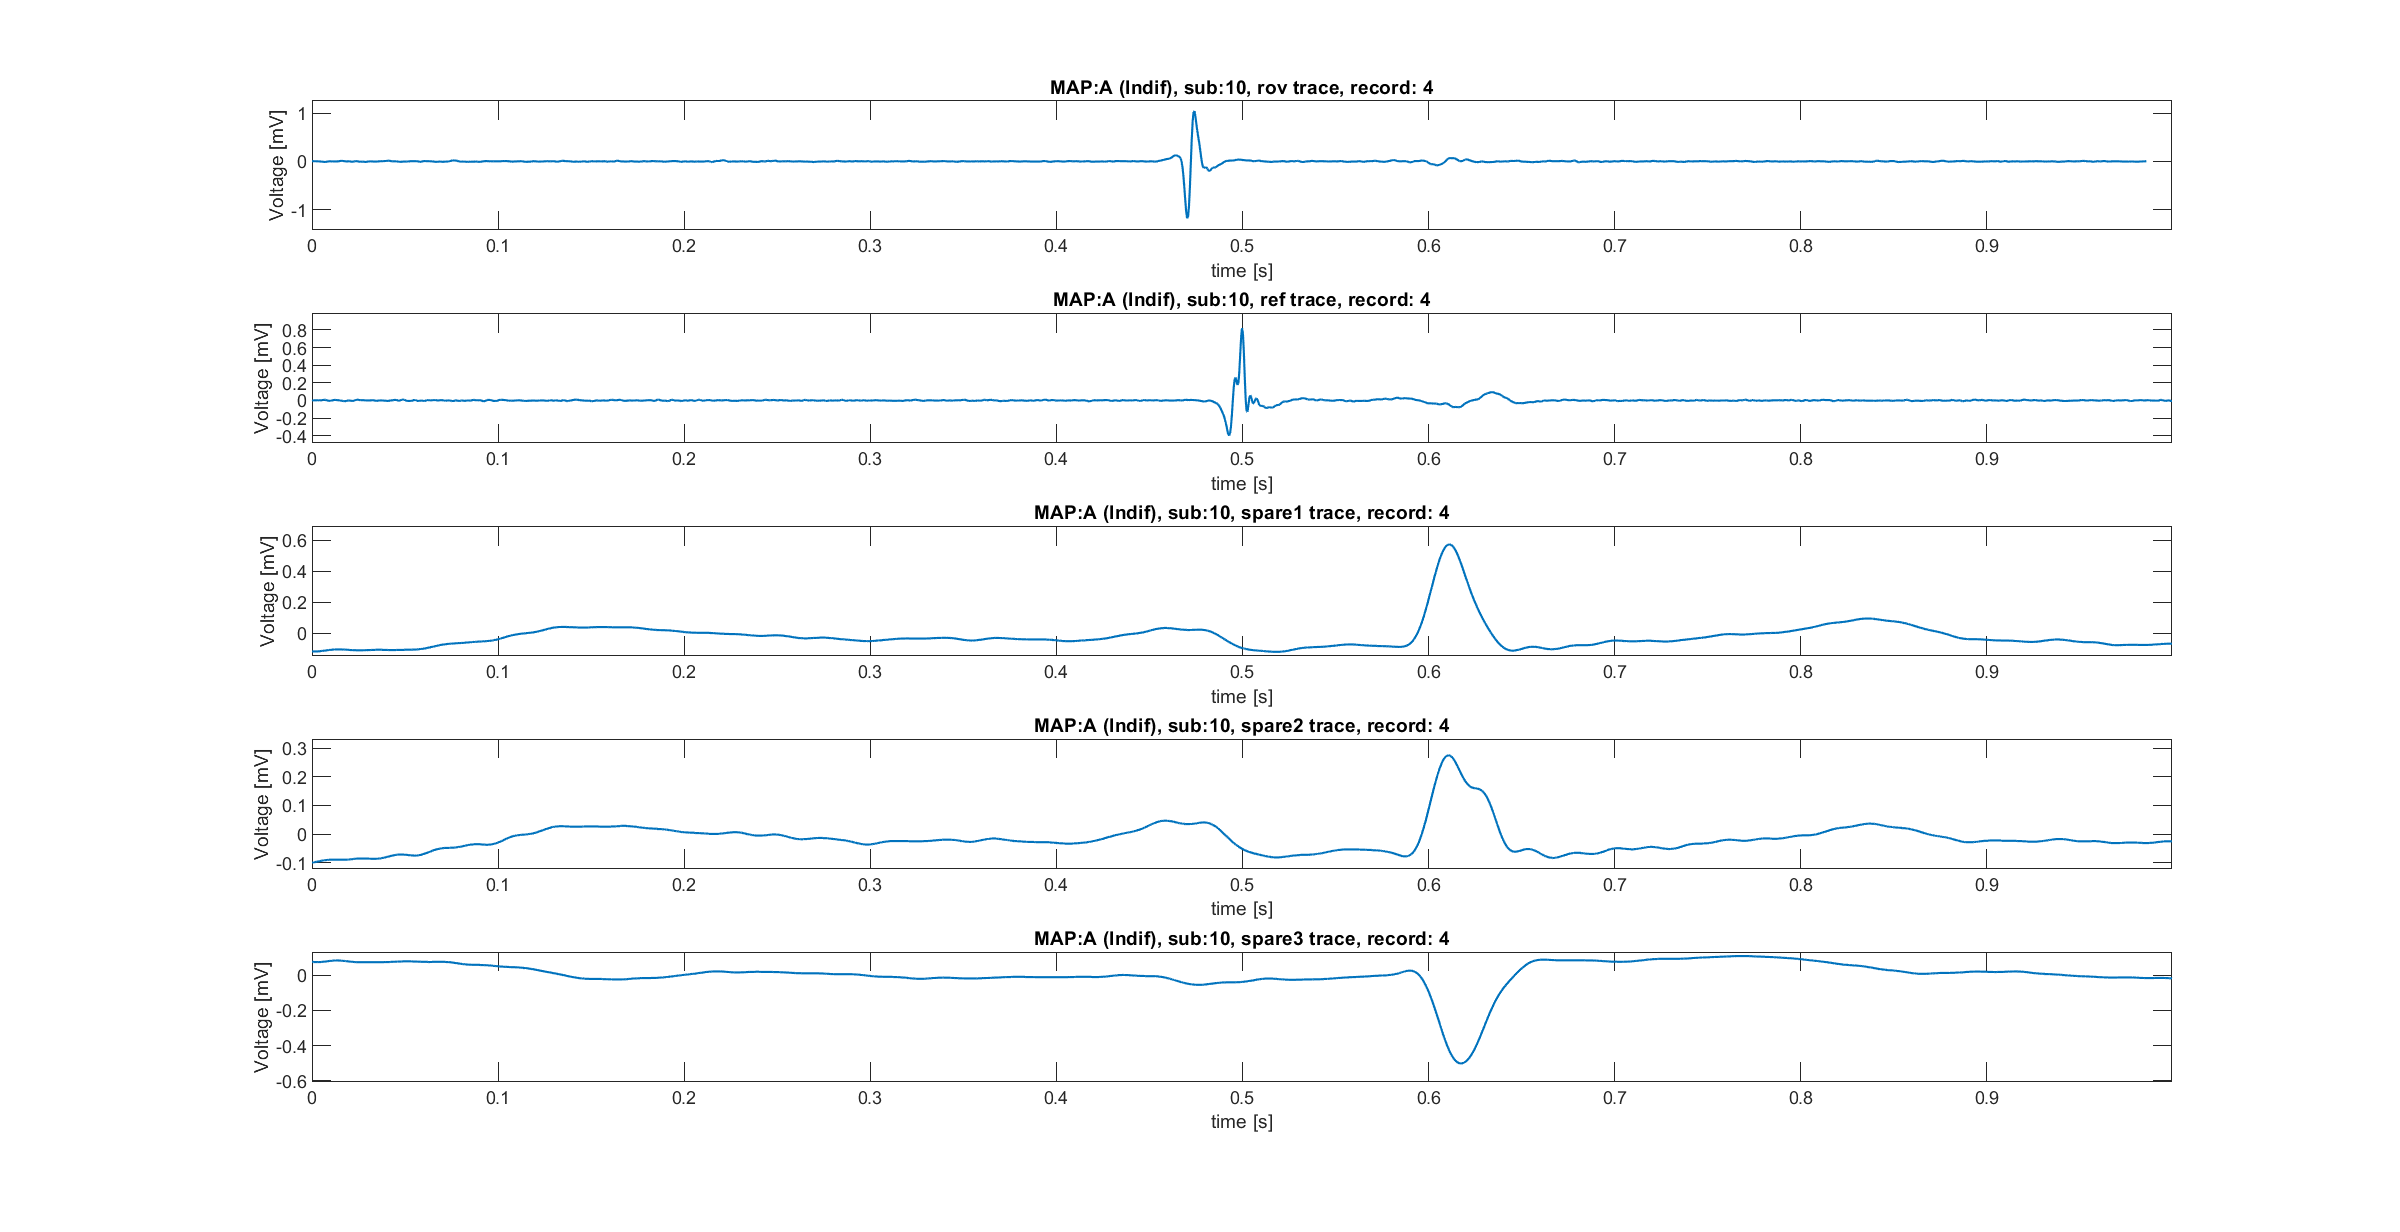 MAP:A (Indif), sub:10, rov trace, record: 4
Voltage [mV]
1
0
-1
0 0.1 0.2 0.3 0.4 0.5 0.6 0.7 0.8 0.9
time [s]
MAP:A (Indif), sub:10, ref trace, record: 4
Voltage [mV]
0.8
0.6
0.4
0.2
0
-0.2
-0.4
0 0.1 0.2 0.3 0.4 0.5 0.6 0.7 0.8 0.9
time [s]
MAP:A (Indif), sub:10, spare1 trace, record: 4
Voltage [mV]
0.6
0.4
0.2
0
0 0.1 0.2 0.3 0.4 0.5 0.6 0.7 0.8 0.9
time [s]
MAP:A (Indif), sub:10, spare2 trace, record: 4
Voltage [mV]
0.3
0.2
0.1
0
-0.1
0 0.1 0.2 0.3 0.4 0.5 0.6 0.7 0.8 0.9
time [s]
MAP:A (Indif), sub:10, spare3 trace, record: 4
Voltage [mV]
0
-0.2
-0.4
-0.6
0 0.1 0.2 0.3 0.4 0.5 0.6 0.7 0.8 0.9
time [s]